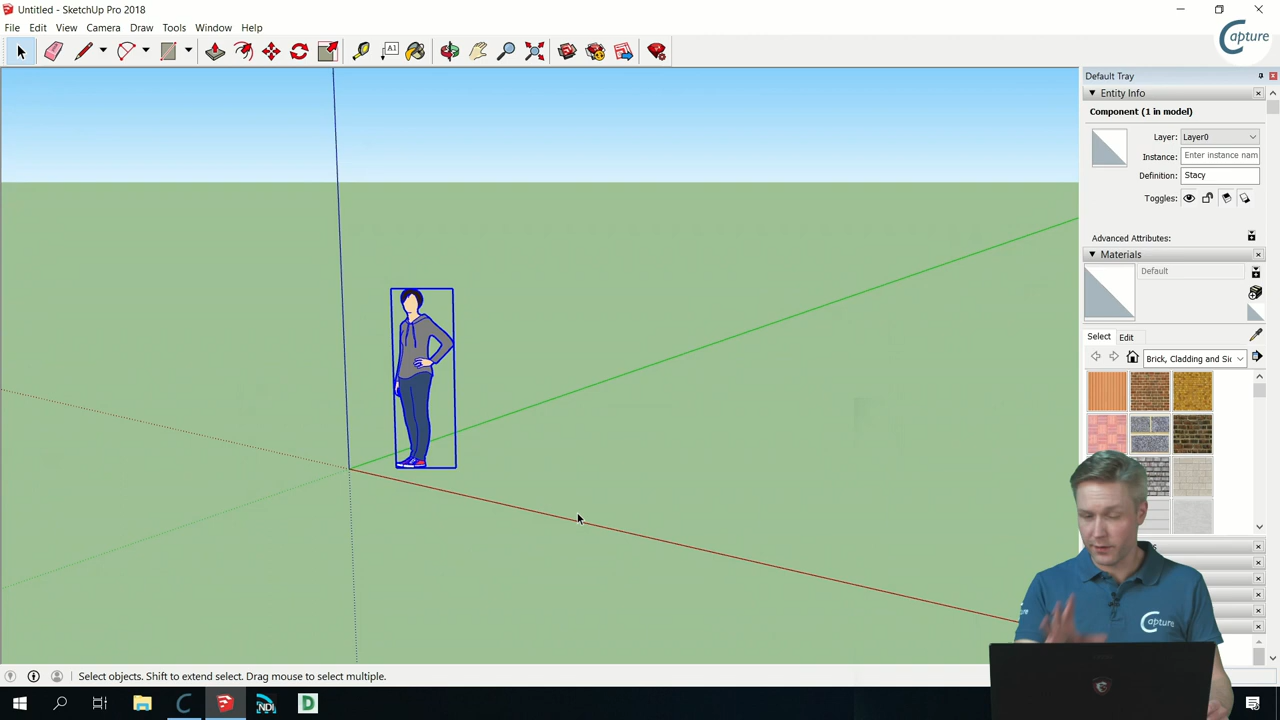 Untitled - SketchUp Pro 2018
File Edit View Camera Draw Tools Window Help
Capture
A1
Default Tray
Entity Info
Component (1 in model)
Layer: Layer0
Instance: Enter instance nam
Definition: Stacy
Toggles:
Advanced Attributes:
Materials
Default
Select Edit
Brick, Cladding and Si
Capture
Select objects. Shift to extend select. Drag mouse to select multiple.
NDI
D